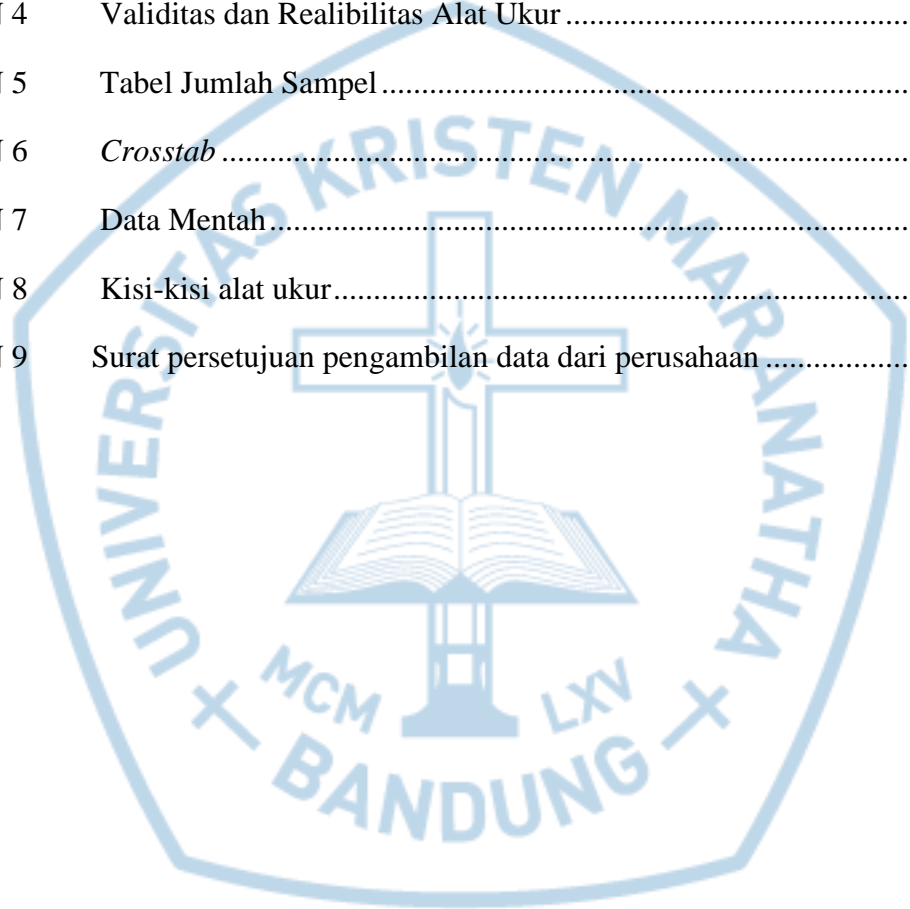 N 4 Validitas dan Realibilitas Alat Ukur
N 5 Tabel Jumlah Sampel
N 6 Crosstab
N 7 Data Mentah
N 8 Kisi-kisi alat ukur
N 9 Surat persetujuan pengambilan data dari perusahaan
UNIVERSITAS KRISTEN MARANATHA
MCM LXV
BANDUNG